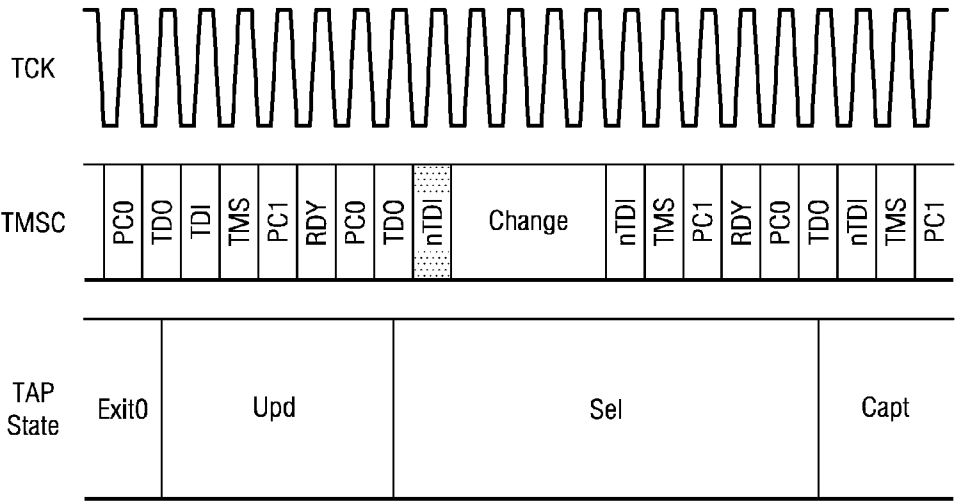 TCK
TMSC
PC0 TDO TDI TMS PC1 RDY PC0 TDO nTDI Change nTDI TMS PC1 RDY PC0 TDO nTDI TMS PC1
TAP
State
Exit0 Upd Sel Capt